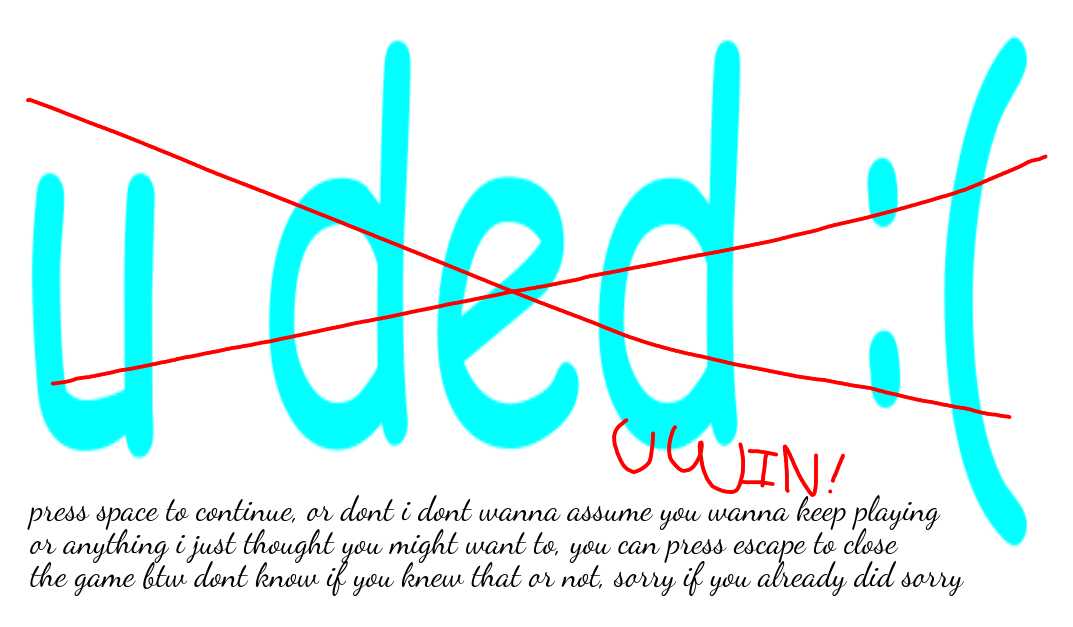 u ded :(
U WIN!
press space to continue, or dont i dont wanna assume you wanna keep playing
or anything i just thought you might want to, you can press escape to close
the game btw dont know if you knew that or not, sorry if you already did sorry